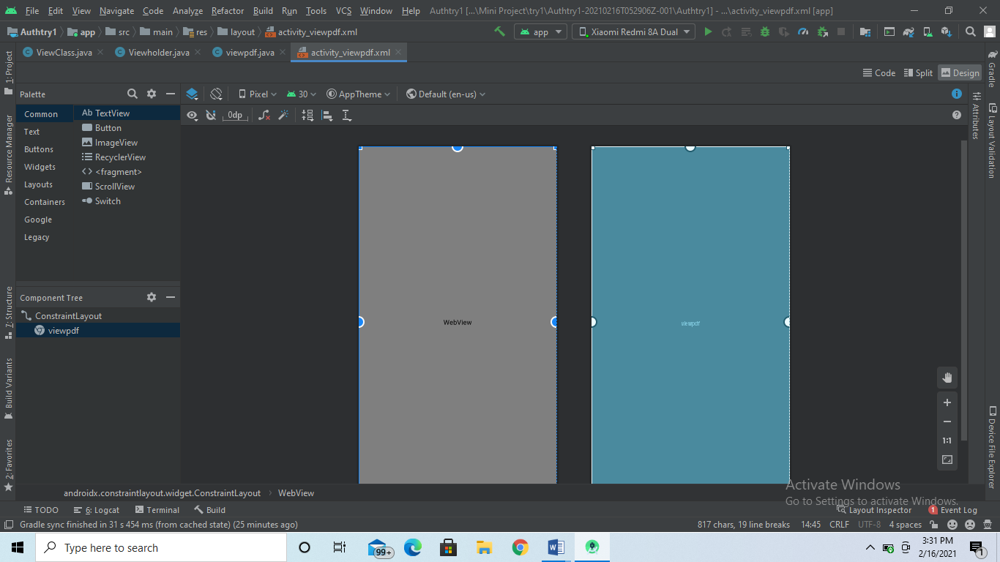 File Edit View Navigate Code Analyze Refactor Build Run Tools VCS Window Help Authtry1 [...\Mini Project\try1\Authtry1-20210216T052906Z-001\Authtry1] - ...\activity_viewpdf.xml [app]
Authtry1 app src main res layout activity_viewpdf.xml app Xiaomi Redmi 8A Dual
ViewClass.java Viewholder.java viewpdf.java activity_viewpdf.xml
Code Split Design
Palette Pixel 30 AppTheme Default (en-us)
0dp
Common
Text
Buttons
Widgets
Layouts
Containers
Google
Legacy
Ab TextView
Button
ImageView
RecyclerView
<fragment>
ScrollView
Switch
Component Tree
ConstraintLayout
viewpdf
WebView
viewpdf
1:1
1: Project
Resource Manager
7: Structure
Build Variants
2: Favorites
Attributes
Gradle
Layout Validation
Device File Explorer
androidx.constraintlayout.widget.ConstraintLayout WebView
Activate Windows
Go to Settings to activate Windows.
TODO 6: Logcat Terminal Build Layout Inspector 1 Event Log
Gradle sync finished in 31 s 454 ms (from cached state) (25 minutes ago) 817 chars, 19 line breaks 14:45 CRLF UTF-8 4 spaces
Type here to search 99+ 3:31 PM
2/16/2021 1